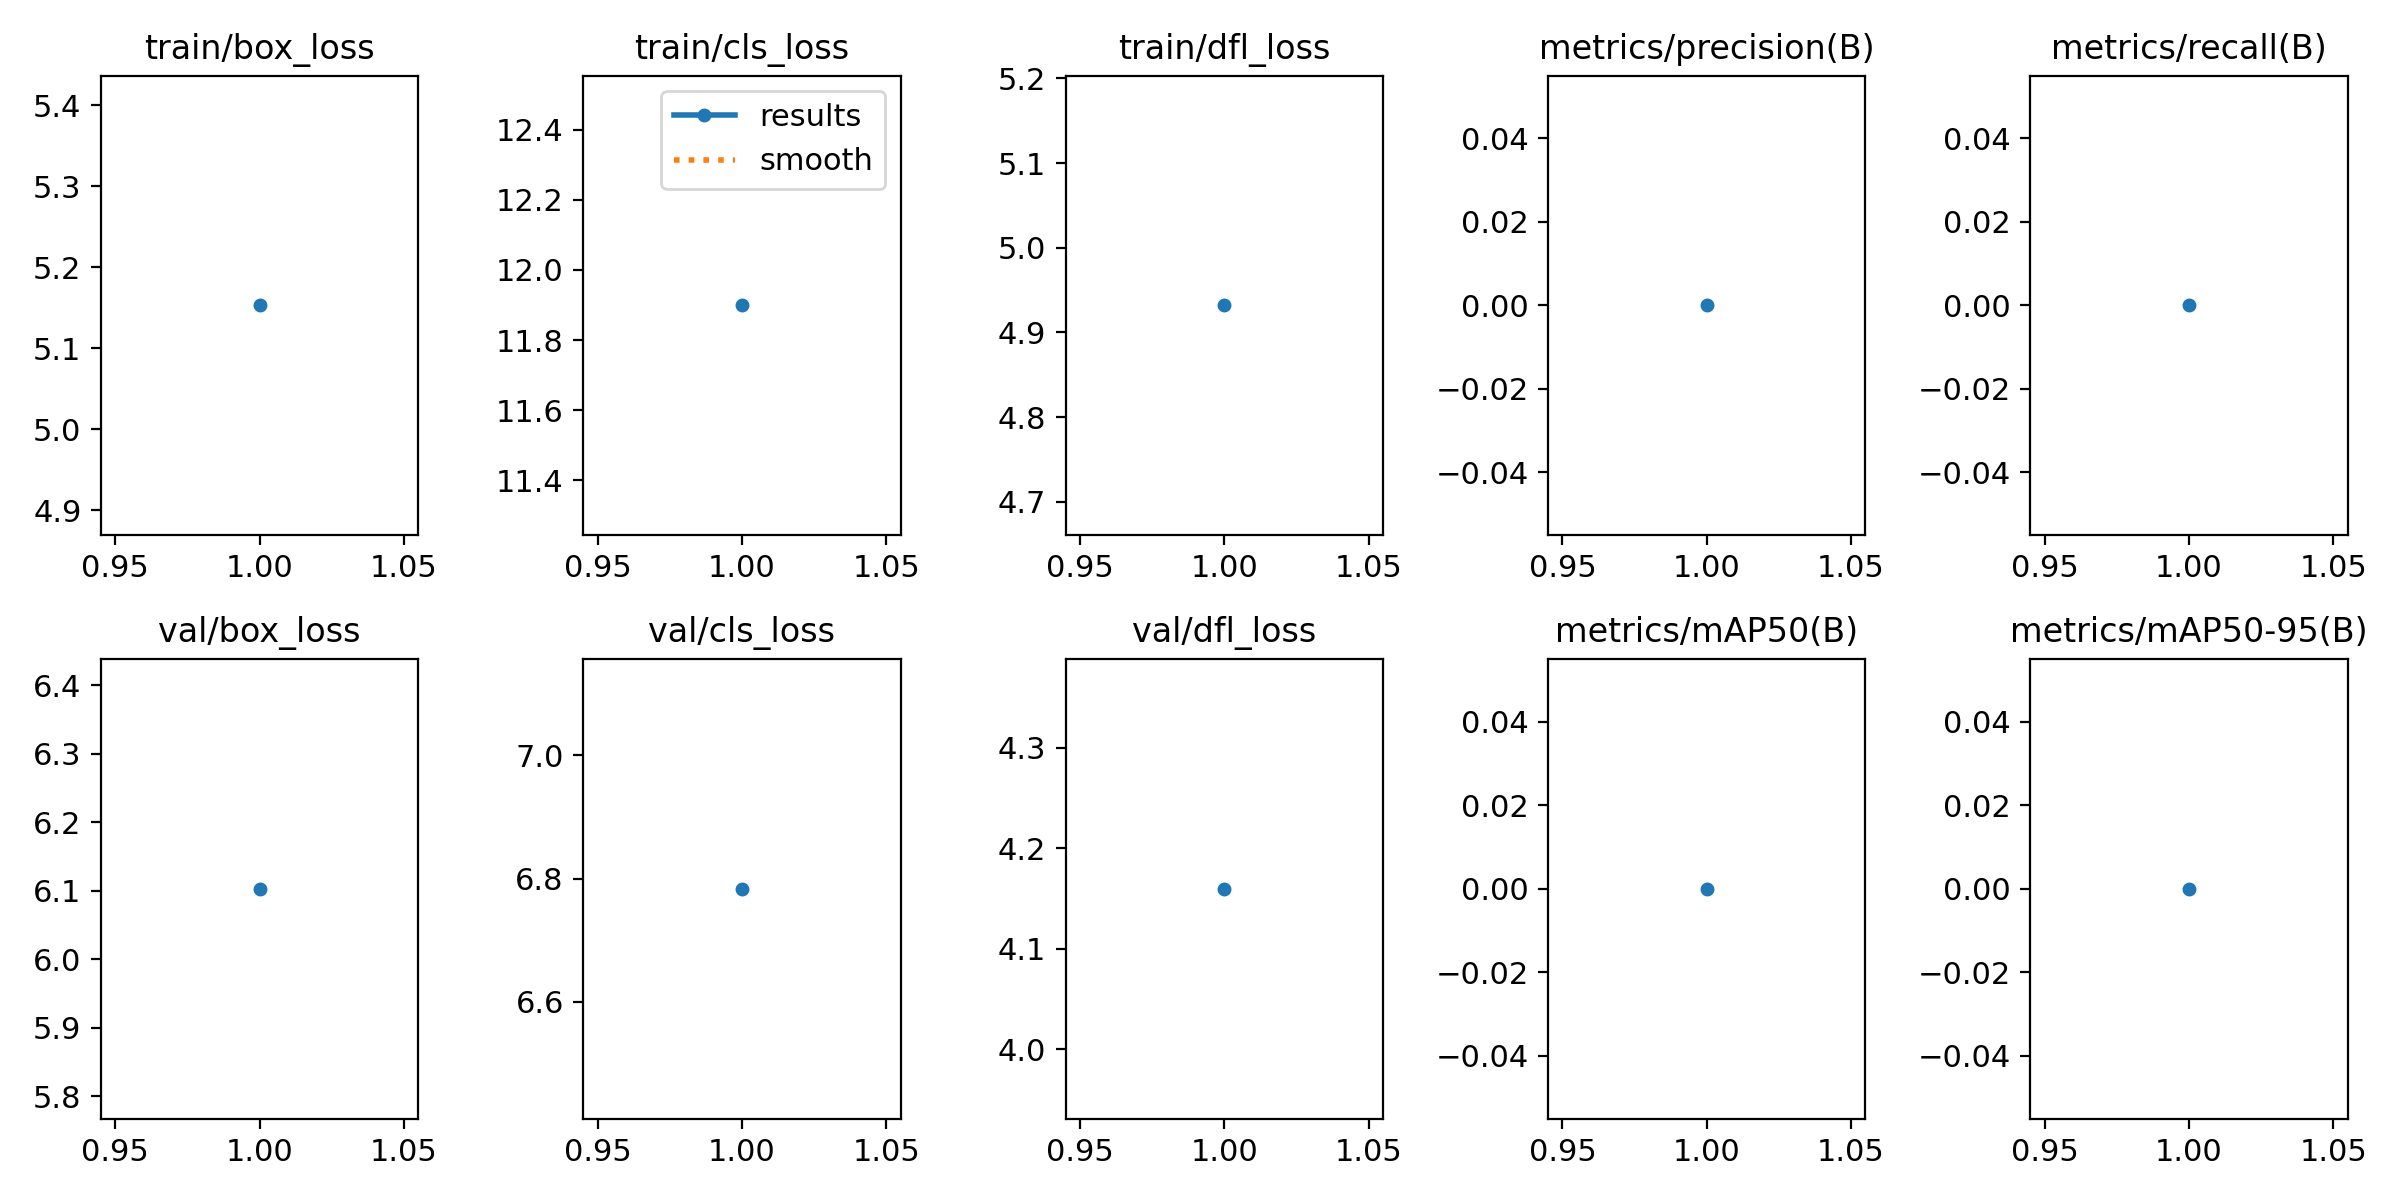 train/box_loss
5.4
5.3
5.2
5.1
5.0
4.9
0.95 1.00 1.05
train/cls_loss
results
smooth
12.4
12.2
12.0
11.8
11.6
11.4
0.95 1.00 1.05
train/dfl_loss
5.2
5.1
5.0
4.9
4.8
4.7
0.95 1.00 1.05
metrics/precision(B)
0.04
0.02
0.00
−0.02
−0.04
0.95 1.00 1.05
metrics/recall(B)
0.04
0.02
0.00
−0.02
−0.04
0.95 1.00 1.05
val/box_loss
6.4
6.3
6.2
6.1
6.0
5.9
5.8
0.95 1.00 1.05
val/cls_loss
7.0
6.8
6.6
0.95 1.00 1.05
val/dfl_loss
4.3
4.2
4.1
4.0
0.95 1.00 1.05
metrics/mAP50(B)
0.04
0.02
0.00
−0.02
−0.04
0.95 1.00 1.05
metrics/mAP50-95(B)
0.04
0.02
0.00
−0.02
−0.04
0.95 1.00 1.05